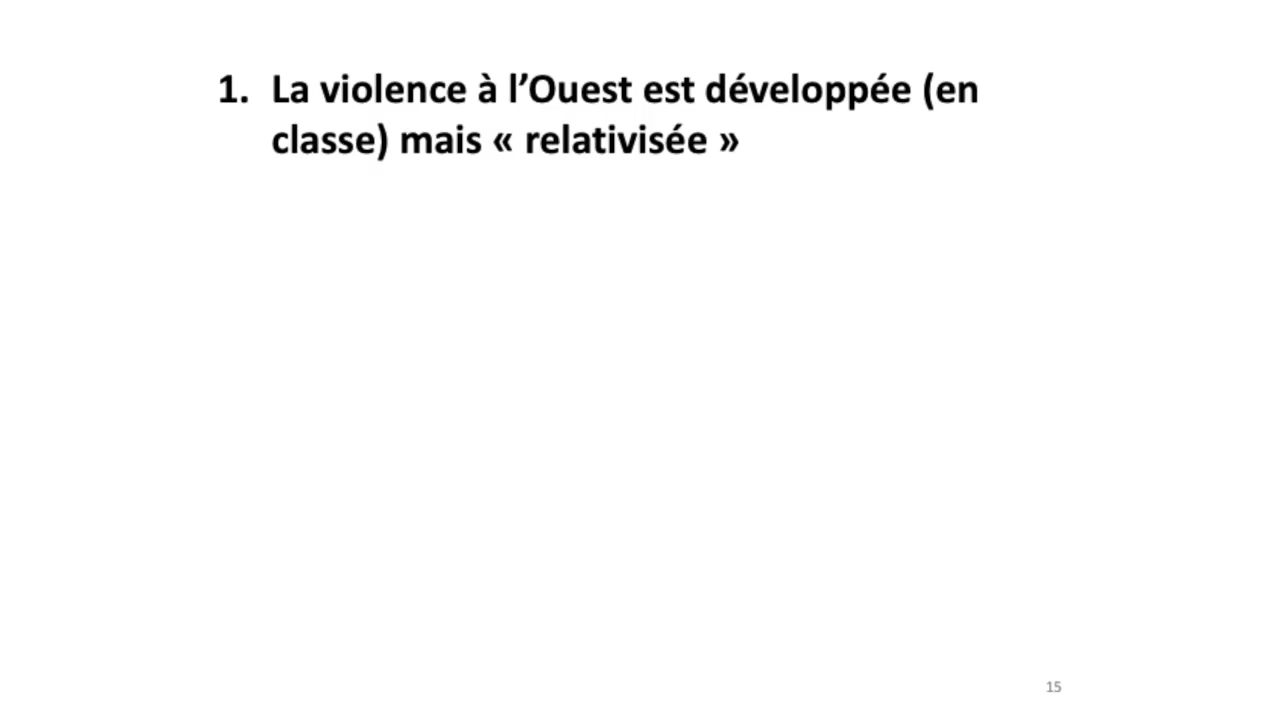 1. La violence à l’Ouest est développée (en
classe) mais « relativisée »
15